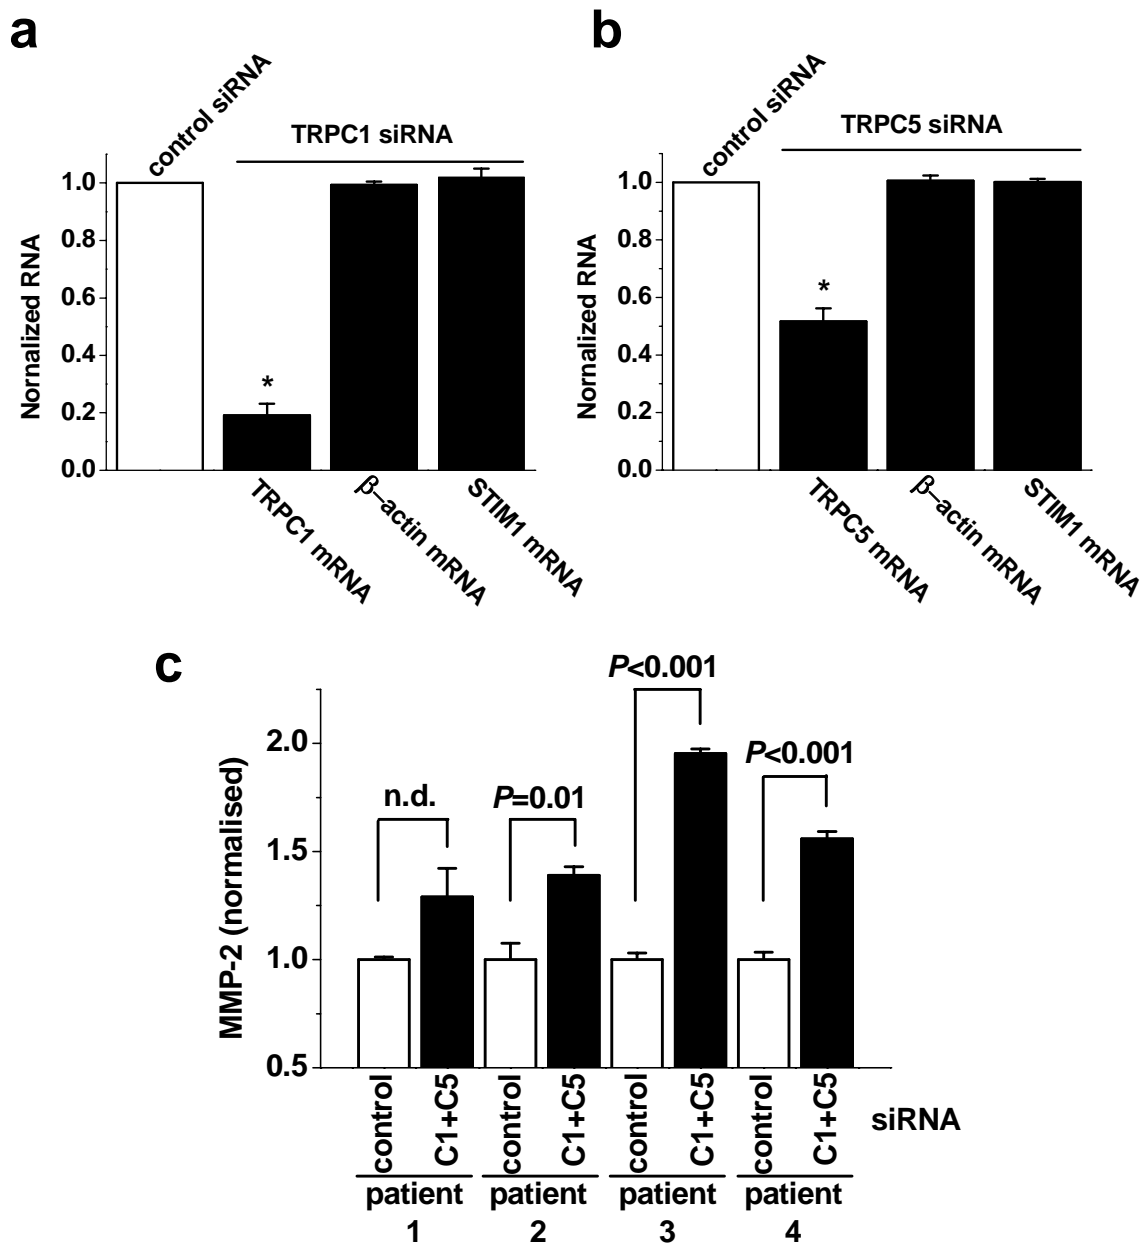 a
control siRNA
TRPC1 siRNA
Nornalized RNA
1.0
0.8
0.6
0.4
0.2
0.0
*
TRPC1 mRNA
β–actin mRNA
STIM1 mRNA
b
control siRNA
TRPC5 siRNA
Nornalized RNA
1.0
0.8
0.6
0.4
0.2
0.0
*
TRPC5 mRNA
β–actin mRNA
STIM1 mRNA
c
MMP-2 (normalised)
2.0
1.5
1.0
0.5
n.d.
P=0.01
P<0.001
P<0.001
control
C1+C5
control
C1+C5
control
C1+C5
control
C1+C5
siRNA
patient
1
patient
2
patient
3
patient
4